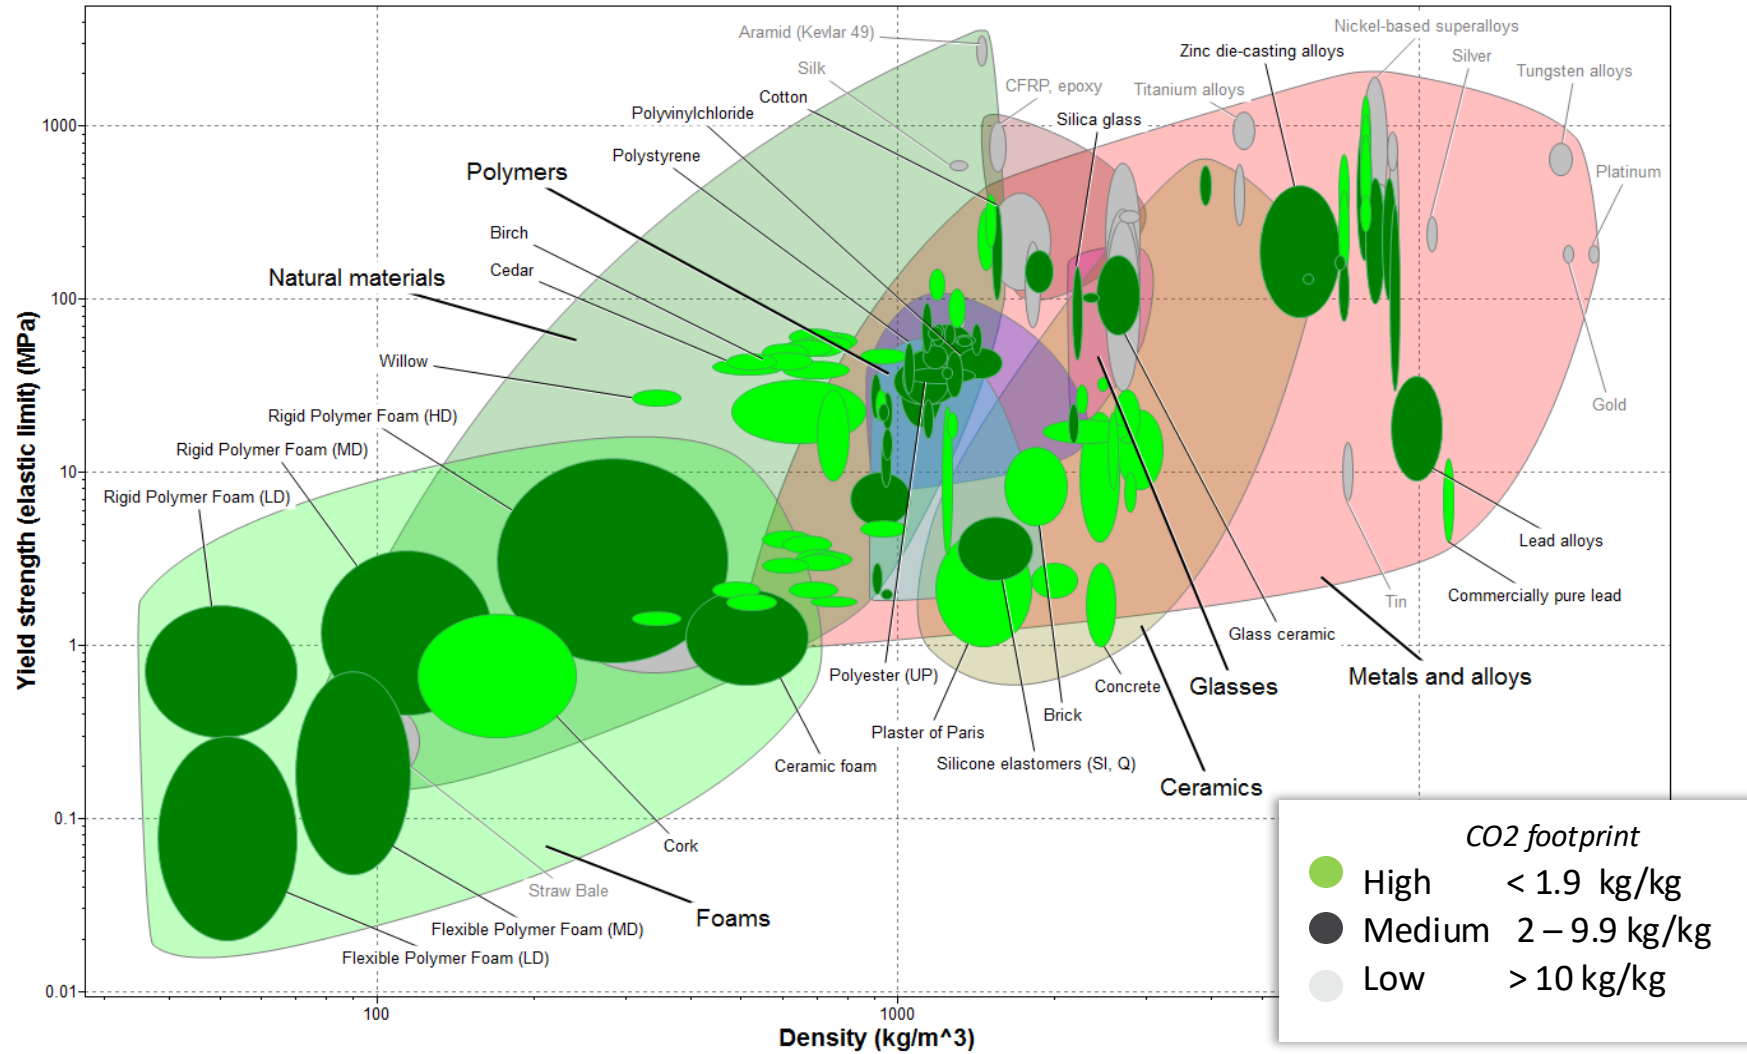 Aramid (Kevlar 49)
Silk
Cotton
Polyvinylchloride
Polystyrene
Polymers
Birch
Cedar
Natural materials
Willow
Rigid Polymer Foam (HD)
Rigid Polymer Foam (MD)
Rigid Polymer Foam (LD)
CFRP, epoxy
Silica glass
Titanium alloys
Zinc die-casting alloys
Nickel-based superalloys
Silver
Tungsten alloys
Platinum
Gold
Lead alloys
Commercially pure lead
Tin
Metals and alloys
Glass ceramic
Glasses
Concrete
Brick
Ceramics
Polyester (UP)
Plaster of Paris
Silicone elastomers (SI, Q)
Ceramic foam
Cork
Straw Bale
Foams
Flexible Polymer Foam (MD)
Flexible Polymer Foam (LD)
Yield strength (elastic limit) (MPa)
1000
100
10
1
0.1
0.01
100
1000
Density (kg/m^3)
CO2 footprint
High < 1.9 kg/kg
Medium 2 – 9.9 kg/kg
Low > 10 kg/kg